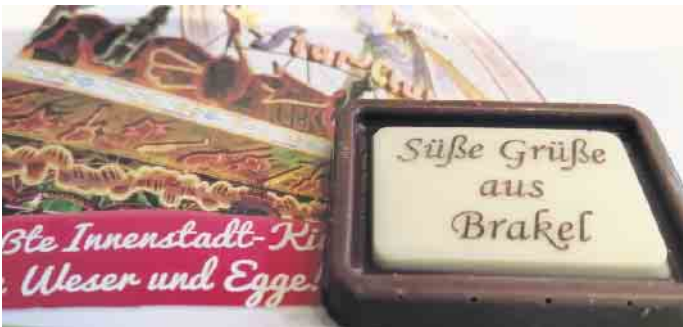 Süße Grüße
aus
Brakel
ßte Innenstadt-Ki
Weser und Egge!